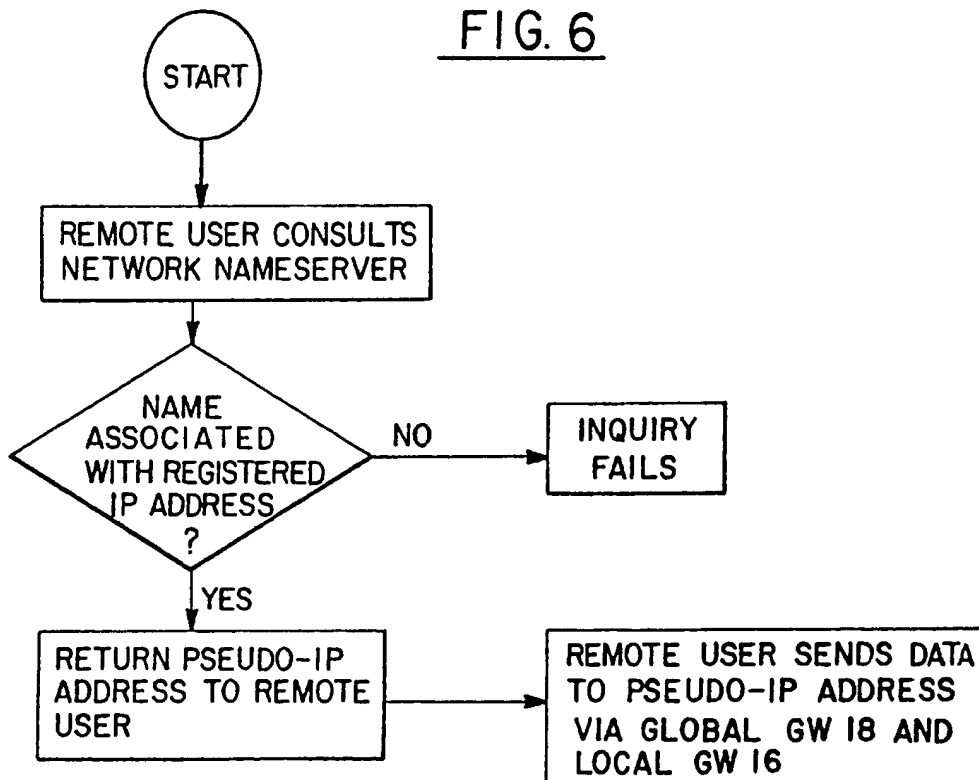 FIG. 6
START
REMOTE USER CONSULTS
NETWORK NAMESERVER
NAME
ASSOCIATED
WITH REGISTERED
IP ADDRESS
?
NO
INQUIRY
FAILS
YES
RETURN PSEUDO-IP
ADDRESS TO REMOTE
USER
REMOTE USER SENDS DATA
TO PSEUDO-IP ADDRESS
VIA GLOBAL GW 18 AND
LOCAL GW 16